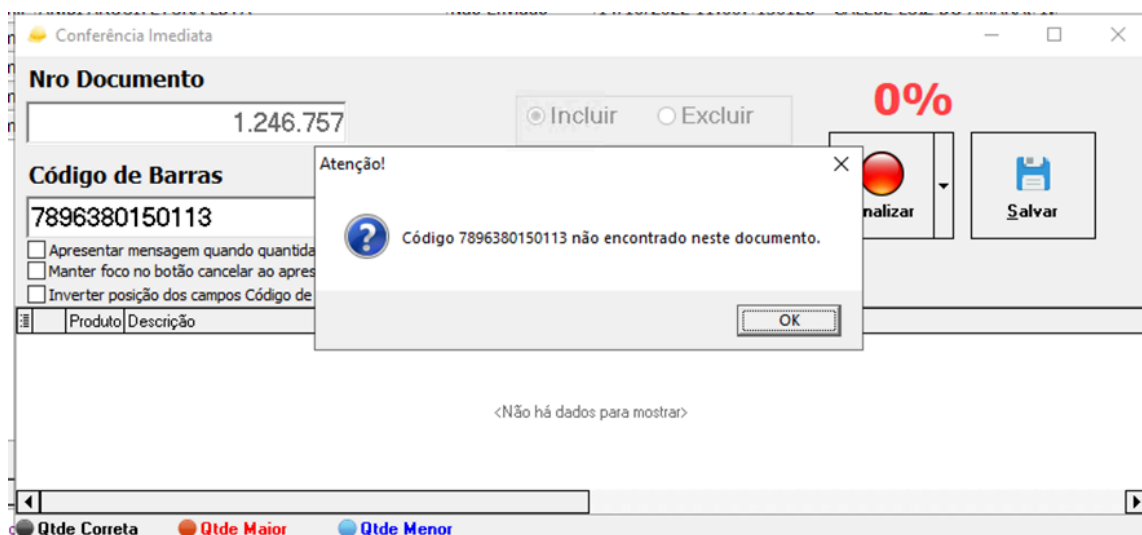 Conferência Imediata
Nro Documento
0%
1.246.757
Incluir
Excluir
Atenção!
Código de Barras
nalizar
Salvar
7896380150113
Código 7896380150113 não encontrado neste documento.
Apresentar mensagem quando quantida
Manter foco no botão cancelar ao apres
Inverter posição dos campos Código de
Produto Descrição
OK
<Não há dados para mostrar>
Qtde Correta
Qtde Maior
Qtde Menor